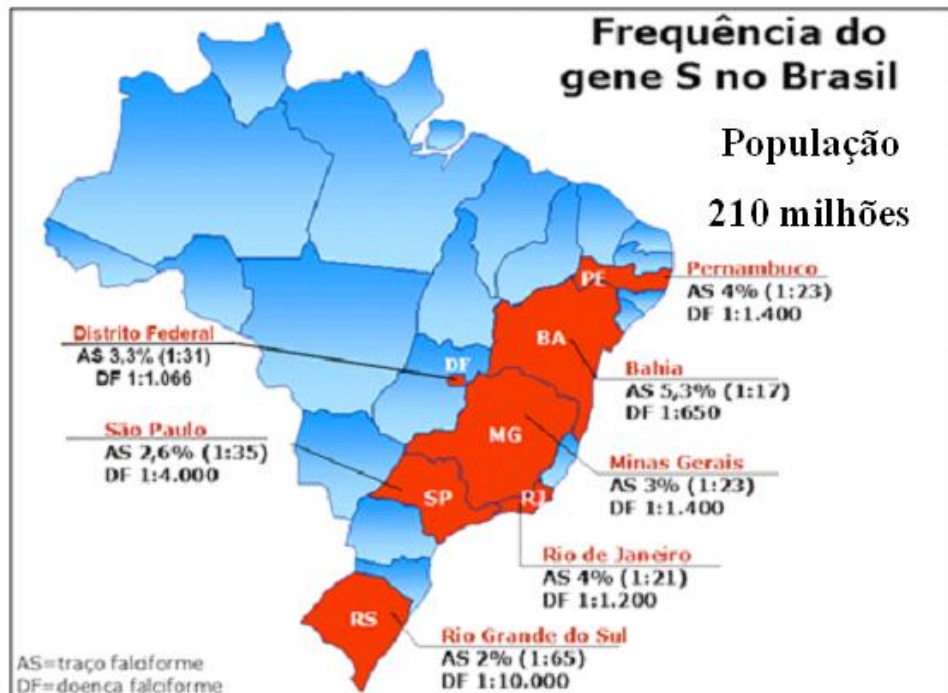 Frequência do
gene S no Brasil
População
210 milhões
Pernambuco
AS 4% (1:23)
DF 1:1.400
PE
BA
Distrito Federal
AS 3,3% (1:31)
DF 1:1.066
DF
Bahia
AS 5,3% (1:17)
DF 1:650
São Paulo
AS 2,6% (1:35)
DF 1:4.000
MG
Minas Gerais
AS 3% (1:23)
DF 1:1.400
SP
RJ
Rio de Janeiro
AS 4% (1:21)
DF 1:1.200
RS
Rio Grande do Sul
AS 2% (1:65)
DF 1:10.000
AS=traço falciforme
DF=doença falciforme